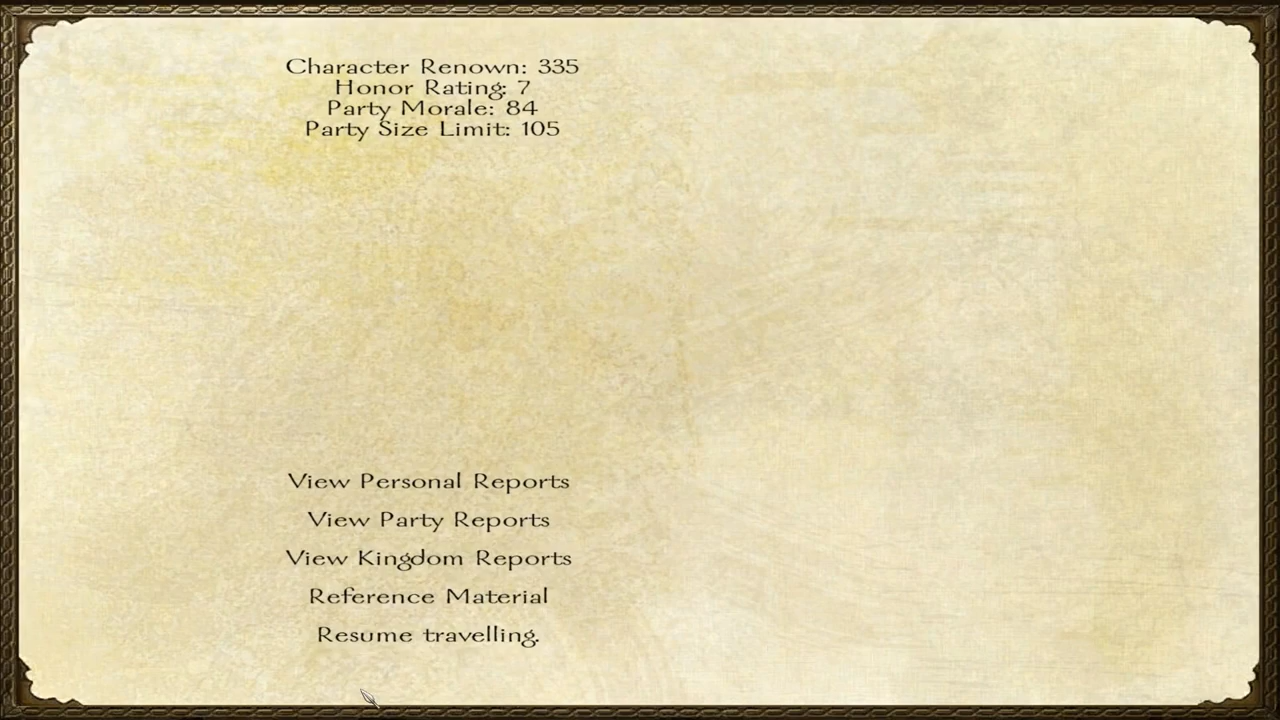 Character Renown: 335
Honor Rating: 7
Party Morale: 84
Party Size Limit: 105
View Personal Reports
View Party Reports
View Kingdom Reports
Reference Material
Resume travelling.